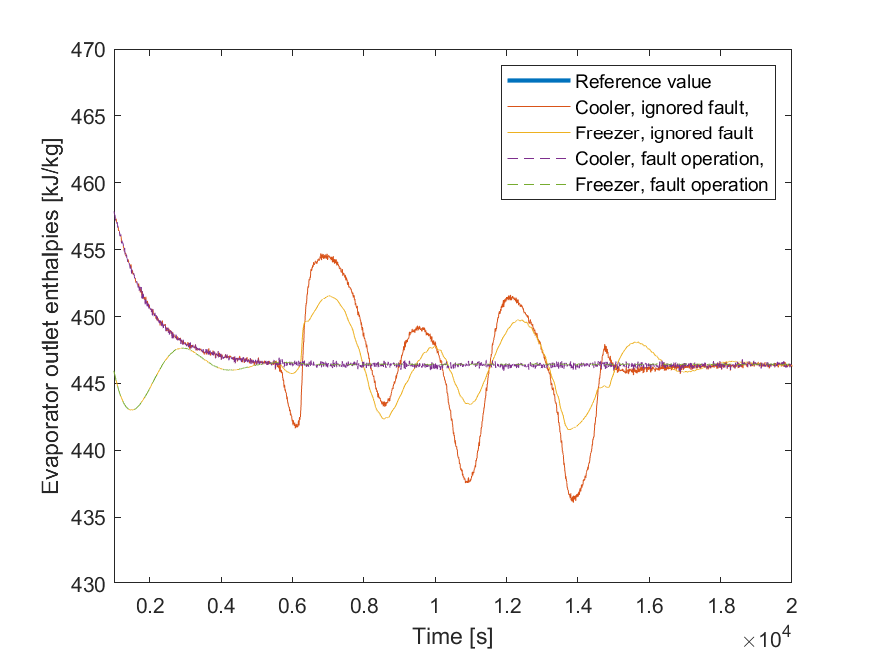 470
465
460
455
450
445
440
435
430
Evaporator outlet enthalpies [kJ/kg]
Reference value
Cooler, ignored fault,
Freezer, ignored fault
Cooler, fault operation,
Freezer, fault operation
0.2 0.4 0.6 0.8 1 1.2 1.4 1.6 1.8 2
Time [s]
×10⁴